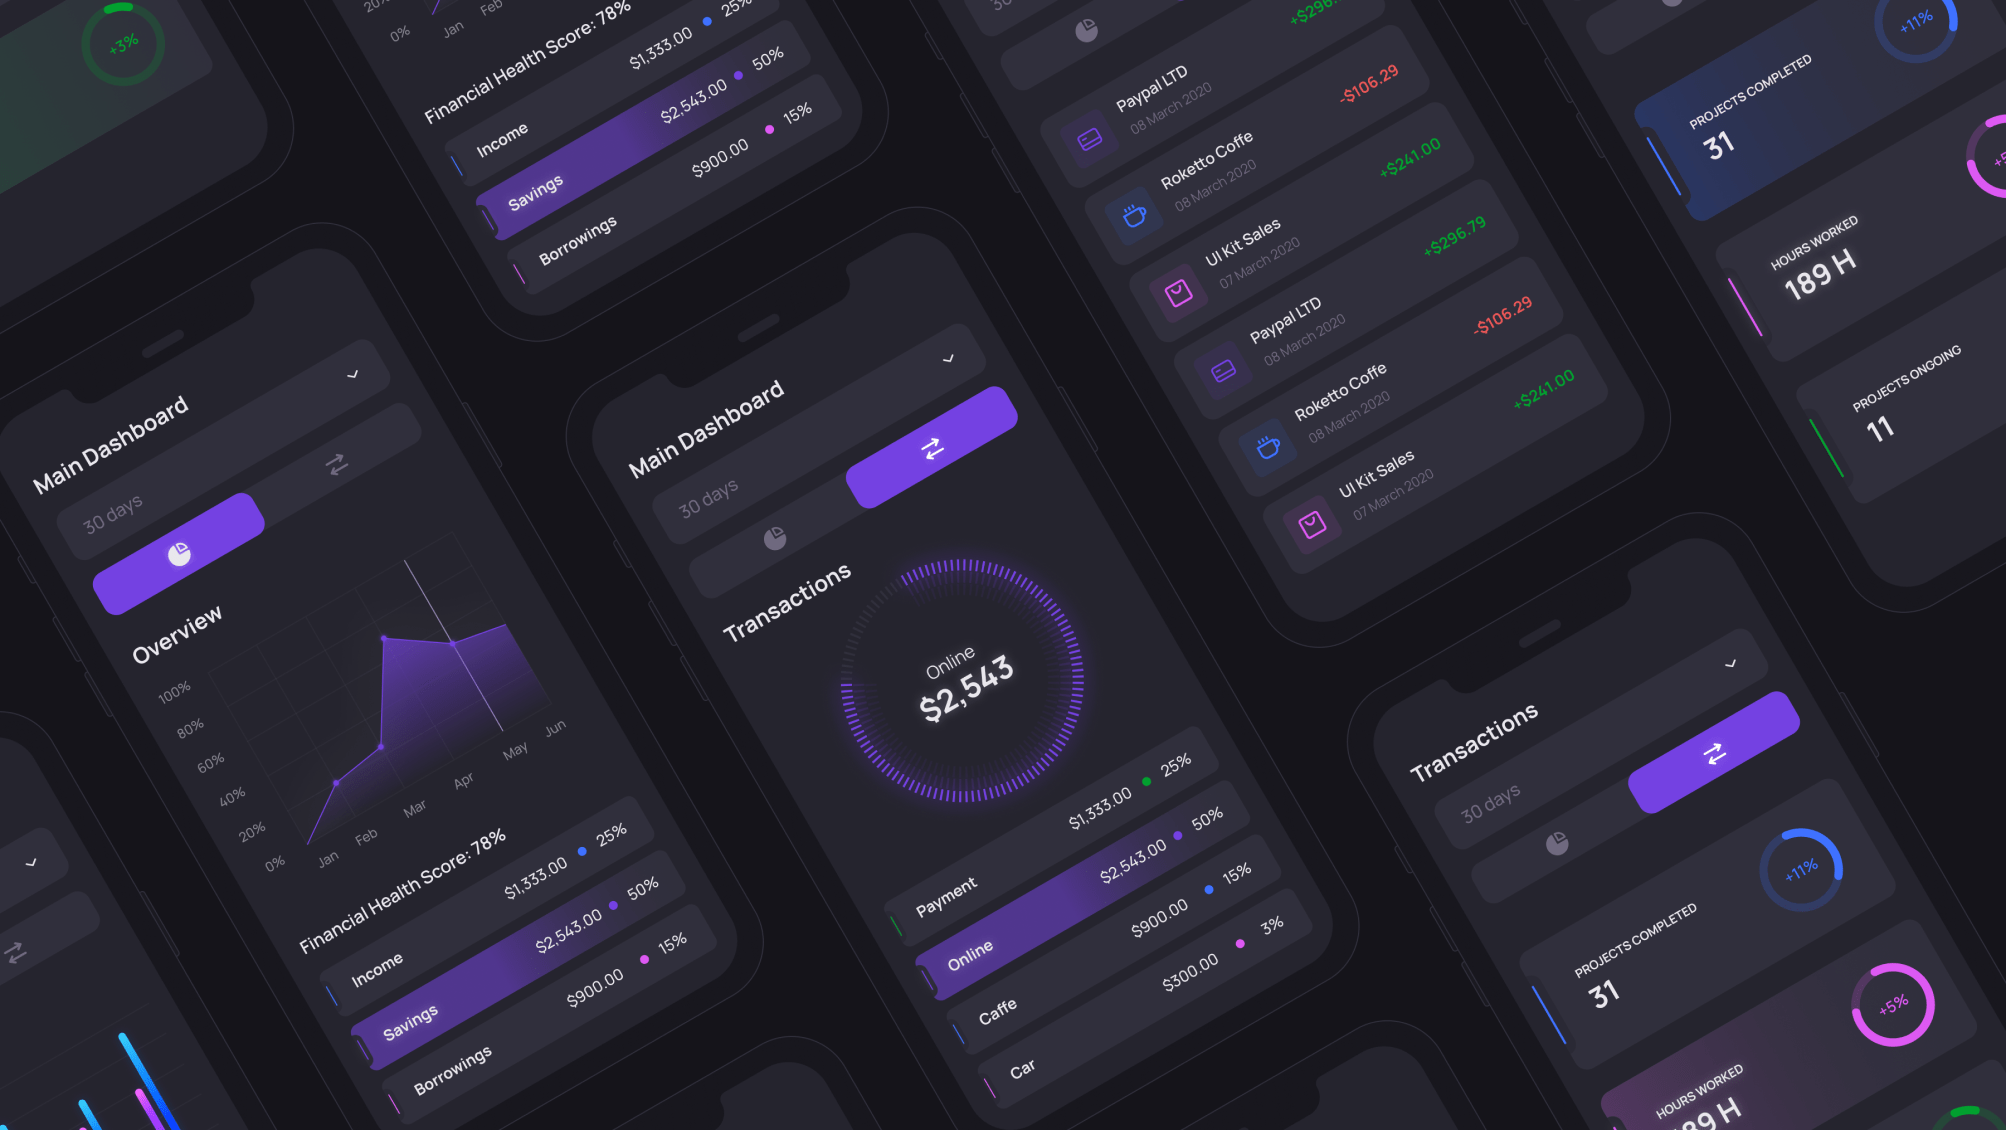 +3%
20%
0%
Jan
Feb
Financial Health Score: 78%
Income
$1,333.00
25%
Savings
$2,543.00
50%
Borrowings
$900.00
15%
Main Dashboard
30 days
Overview
100%
80%
60%
40%
20%
0%
Jan
Feb
Mar
Apr
May
Jun
Financial Health Score: 78%
Income
$1,333.00
25%
Savings
$2,543.00
50%
Borrowings
$900.00
15%
Main Dashboard
30 days
Transactions
Online
$2,543
Payment
$1,333.00
25%
Online
$2,543.00
50%
Caffe
$900.00
15%
Car
$300.00
3%
30
Paypal LTD
08 March 2020
+$296.
Roketto Coffe
08 March 2020
-$106.29
UI Kit Sales
07 March 2020
+$241.00
Paypal LTD
08 March 2020
+$296.79
Roketto Coffe
08 March 2020
-$106.29
UI Kit Sales
07 March 2020
+$241.00
PROJECTS COMPLETED
31
+11%
HOURS WORKED
189 H
PROJECTS ONGOING
11
Transactions
30 days
PROJECTS COMPLETED
31
+11%
HOURS WORKED
89 H
+5%